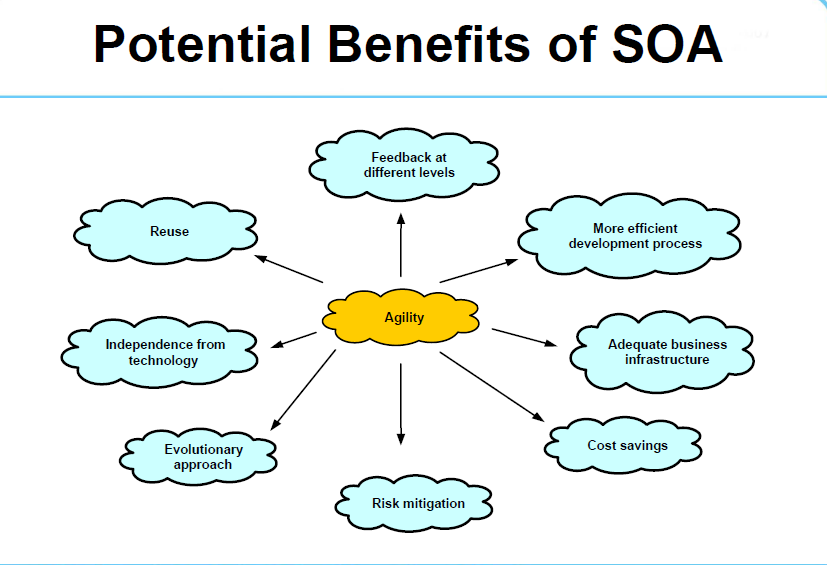 Potential Benefits of SOA
Feedback at
different levels
Reuse
More efficient
development process
Agility
Independence from
technology
Adequate business
infrastructure
Evolutionary
approach
Cost savings
Risk mitigation